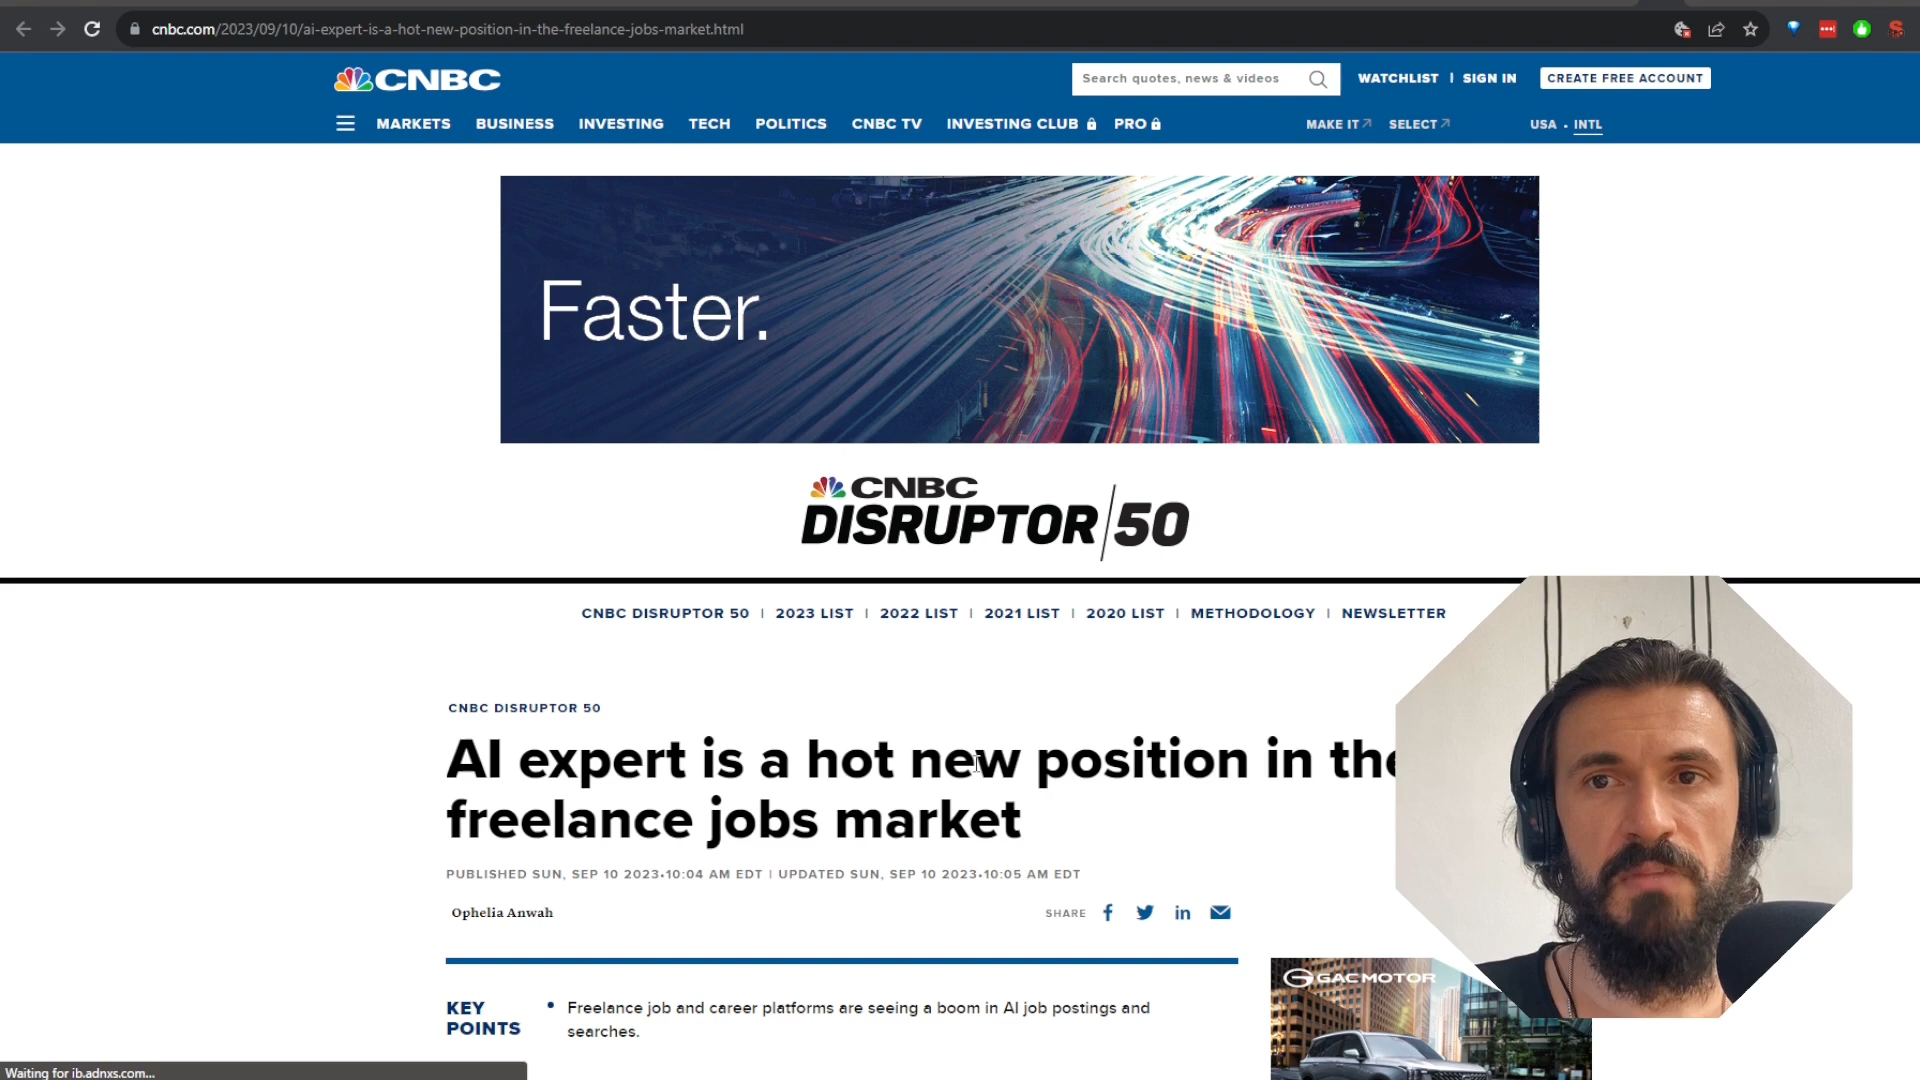 cnbc.com/2023/09/10/ai-expert-is-a-hot-new-position-in-the-freelance-jobs-market.html
CNBC
Search quotes, news & videos
WATCHLIST | SIGN IN
CREATE FREE ACCOUNT
MARKETS BUSINESS INVESTING TECH POLITICS CNBC TV INVESTING CLUB PRO
MAKE IT SELECT USA • INTL
Faster.
CNBC
DISRUPTOR/50
CNBC DISRUPTOR 50 | 2023 LIST | 2022 LIST | 2021 LIST | 2020 LIST | METHODOLOGY | NEWSLETTER
CNBC DISRUPTOR 50
AI expert is a hot new position in the
freelance jobs market
PUBLISHED SUN, SEP 10 2023•10:04 AM EDT | UPDATED SUN, SEP 10 2023•10:05 AM EDT
Ophelia Anwah
SHARE
GAC MOTOR
KEY
POINTS
• Freelance job and career platforms are seeing a boom in AI job postings and
searches.
Waiting for ib.adnxs.com...